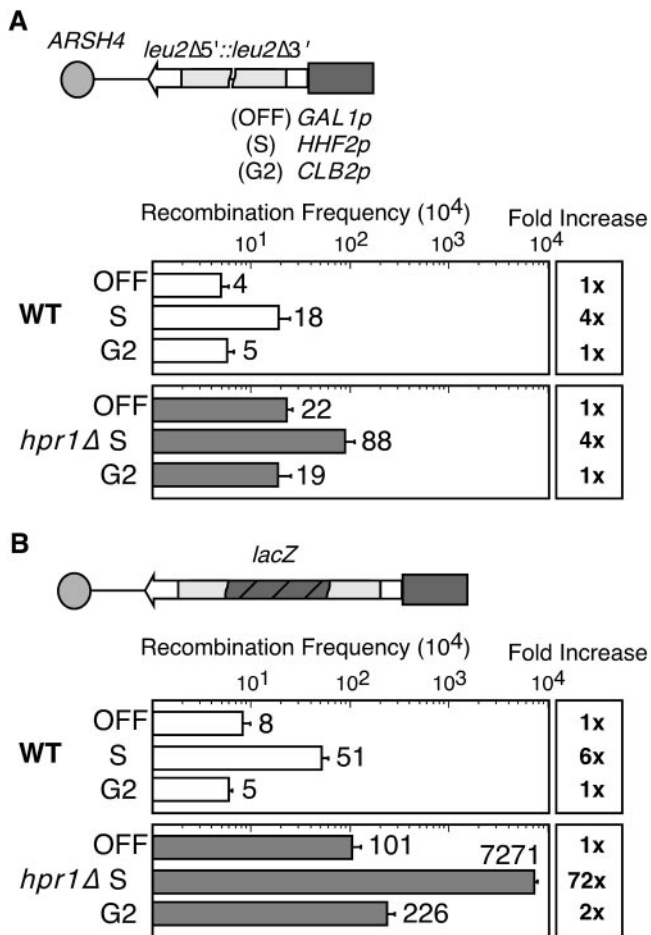 A
ARSH4 leu2Δ5'::leu2Δ3'
(OFF) GAL1p
(S) HHF2p
(G2) CLB2p
Recombination Frequency (10⁴) Fold Increase
10¹ 10² 10³ 10⁴
WT
OFF 4 1x
S 18 4x
G2 5 1x
hpr1Δ
OFF 22 1x
S 88 4x
G2 19 1x
B
lacZ
Recombination Frequency (10⁴) Fold Increase
10¹ 10² 10³ 10⁴
WT
OFF 8 1x
S 51 6x
G2 5 1x
hpr1Δ
OFF 101 1x
S 7271 72x
G2 226 2x